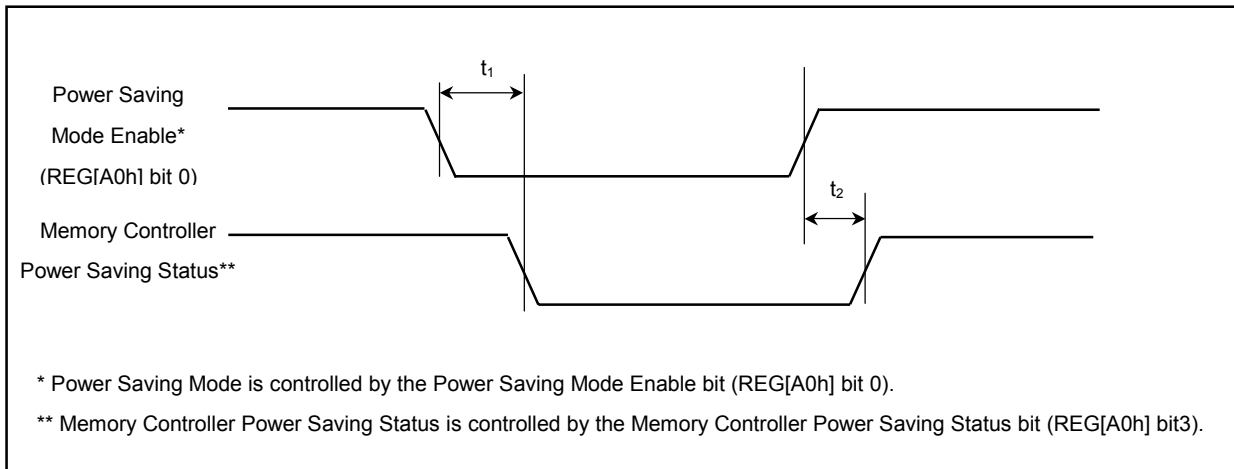 t₁
Power Saving
Mode Enable*
(REG[A0h] bit 0)
t₂
Memory Controller
Power Saving Status**
* Power Saving Mode is controlled by the Power Saving Mode Enable bit (REG[A0h] bit 0).
** Memory Controller Power Saving Status is controlled by the Memory Controller Power Saving Status bit (REG[A0h] bit3).